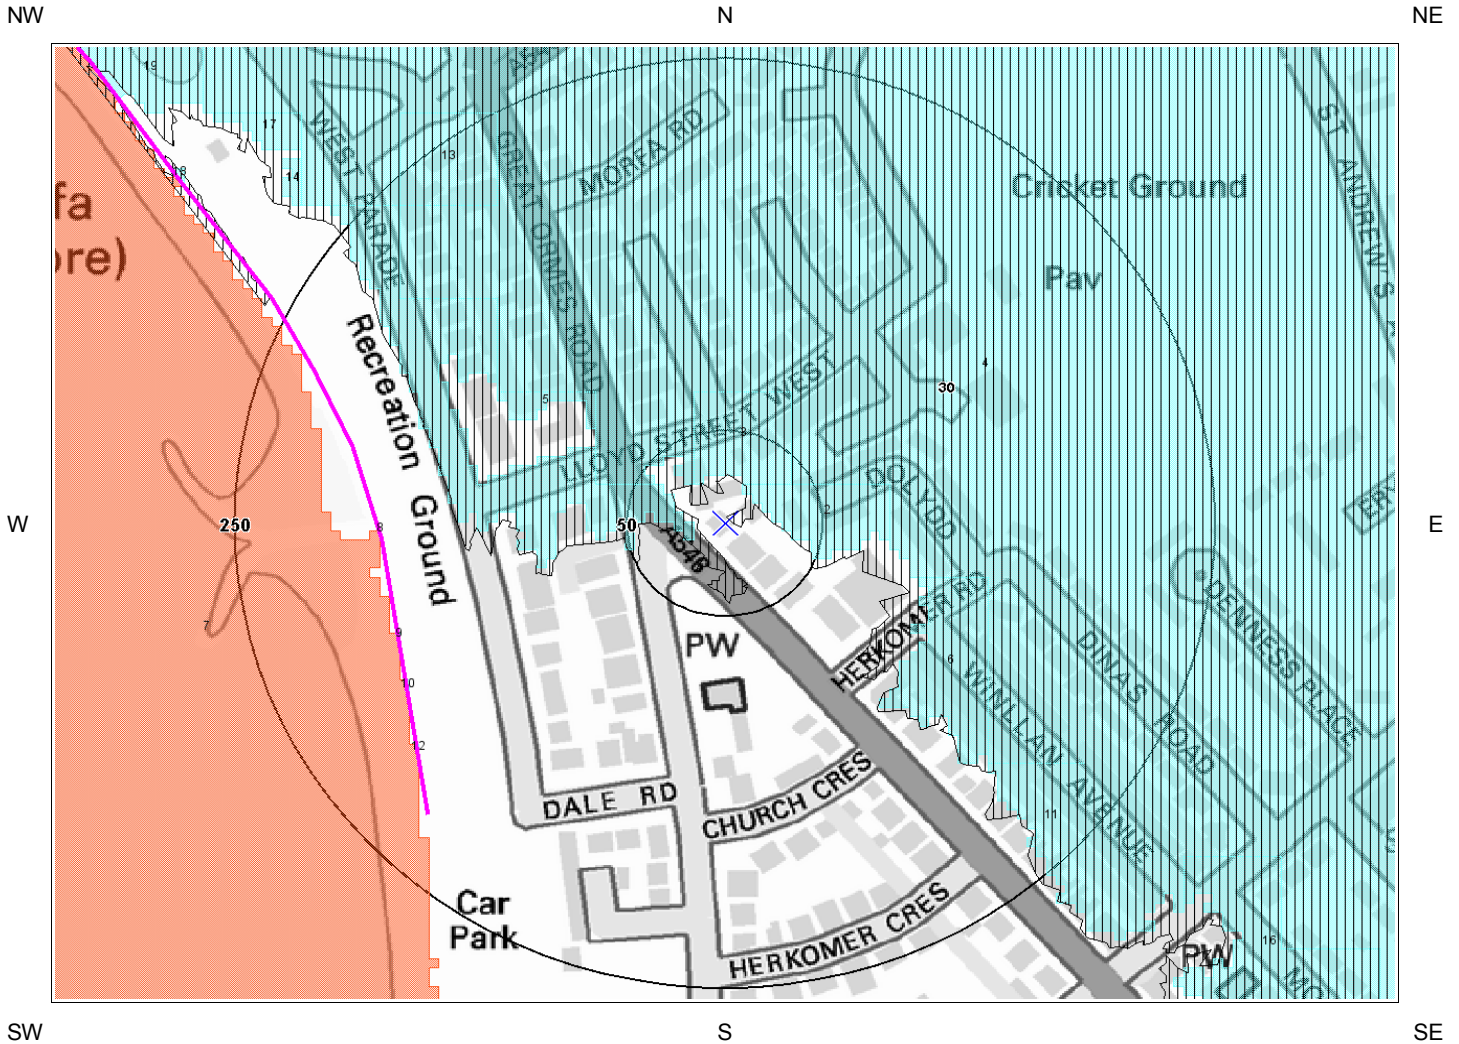 NW
N
NE
19
17
WEST PARADE
13
14
18
MORFA RD
GREAT ORMES ROAD
Cricket Ground
ST ANDREW'S
fa
ore)
Pav
Recreation Ground
4
30
5
LLOYD STREET WEST
3
DOLYDD
2
W
250
50
A546
8
E
7
9
PW
HERKOMER RD
6
DINAS ROAD
DENNESS PLACE
WINLLAN AVENUE
10
12
DALE RD
CHURCH CRES
11
Car
Park
HERKOMER CRES
16
PW
SW
S
SE